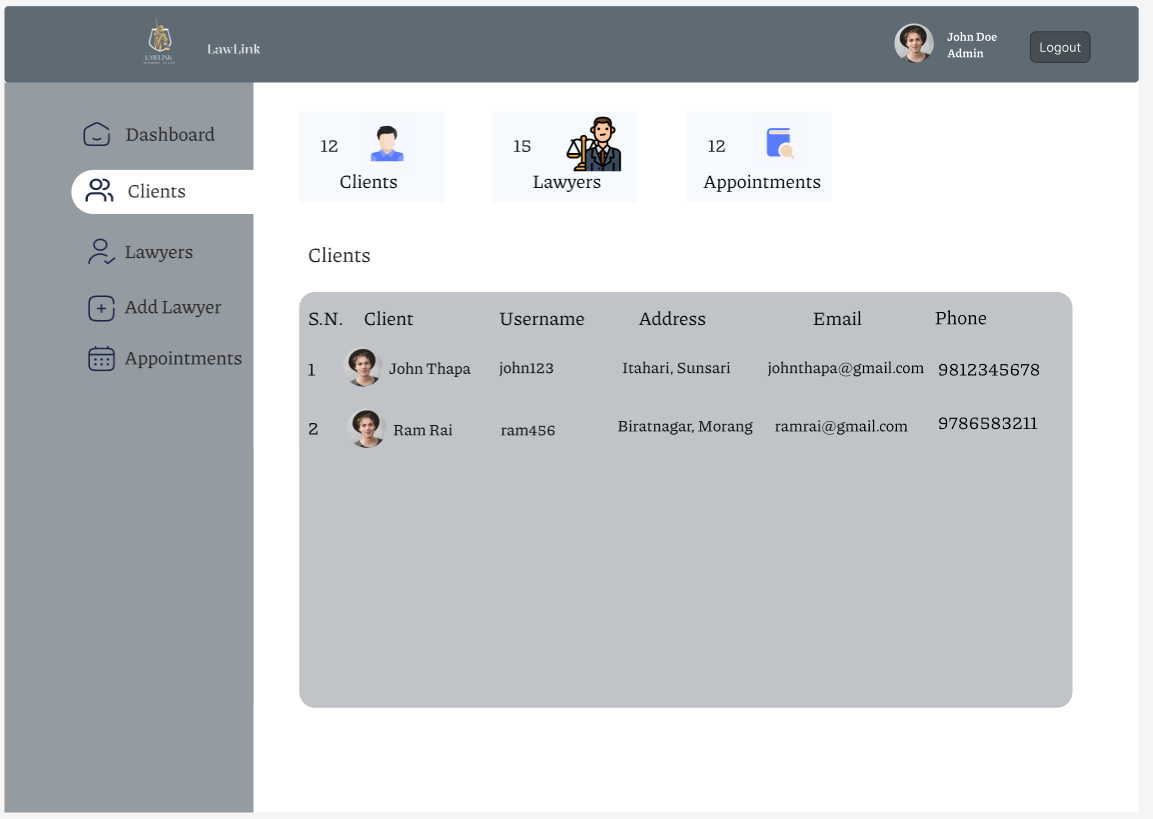 LAWLINK
LawLink
John Doe
Admin
Logout
Dashboard
Clients
Lawyers
Add Lawyer
Appointments
12
Clients
15
Lawyers
12
Appointments
Clients
S.N. Client Username Address Email Phone
1 John Thapa john123 Itahari, Sunsari johnthapa@gmail.com 9812345678
2 Ram Rai ram456 Biratnagar, Morang ramrai@gmail.com 9786583211